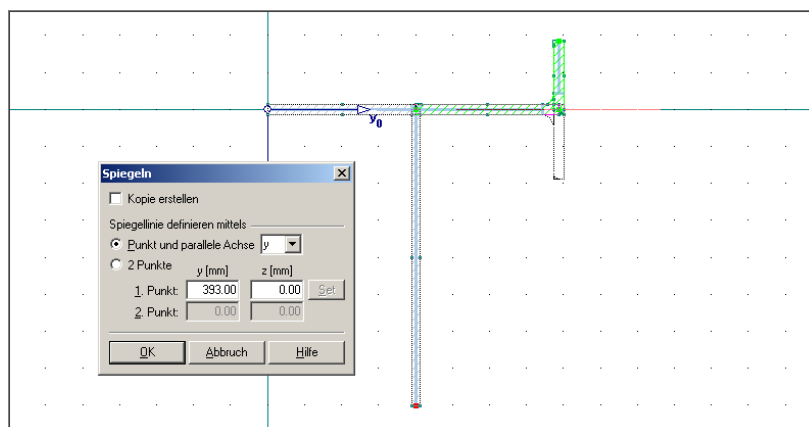 y0
Spiegeln
Kopie erstellen
Spiegellinie definieren mittels
Punkt und parallele Achse y
2 Punkte y [mm] z [mm]
1. Punkt: 393.00 0.00 Set
2. Punkt: 0.00 0.00
OK Abbruch Hilfe